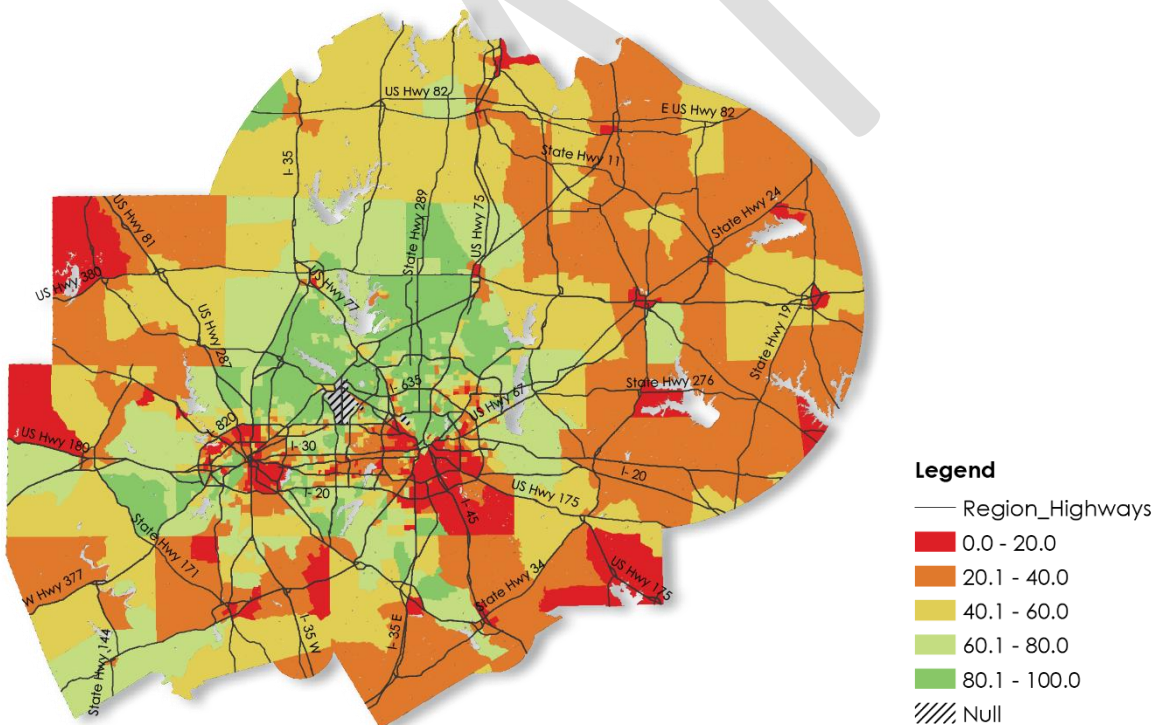 US Hwy 82
E US Hwy 82
State Hwy 11
I- 35
State Hwy 289
US Hwy 75
State Hwy 24
US Hwy 81
US Hwy 380
US Hwy 77
US Hwy 287
State Hwy 19
I- 635
State Hwy 276
US Hwy 67
I- 820
US Hwy 180
I- 30
I- 20
I- 20
US Hwy 175
I- 45
State Hwy 171
W Hwy 377
State Hwy 34
US Hwy 175
State Hwy 144
I- 35 W
I- 35 E
Legend
Region_Highways
0.0 - 20.0
20.1 - 40.0
40.1 - 60.0
60.1 - 80.0
80.1 - 100.0
Null